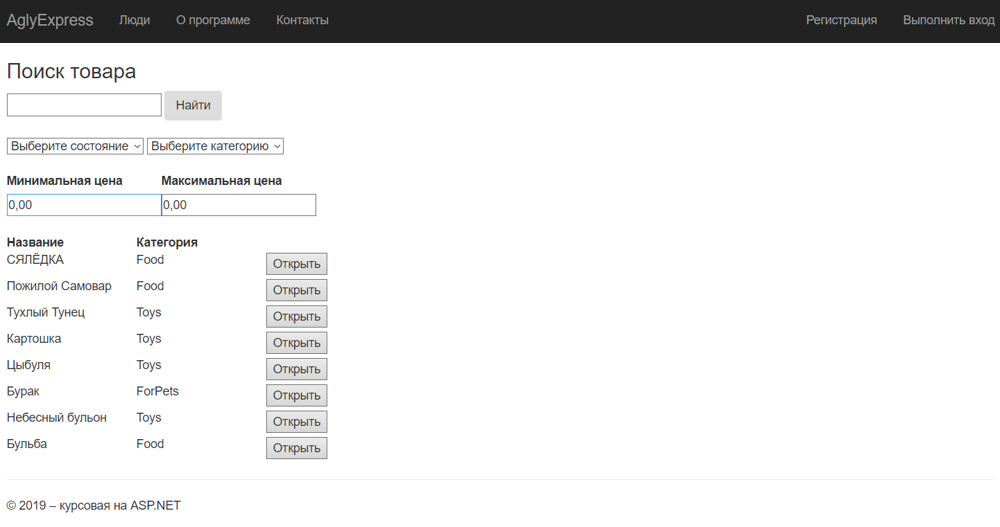 AglyExpress Люди О программе Контакты Регистрация Выполнить вход
Поиск товара
Найти
Выберите состояние Выберите категорию
Минимальная цена Максимальная цена
0,00 0,00
Название Категория
СЯЛЁДКА Food Открыть
Пожилой Самовар Food Открыть
Тухлый Тунец Toys Открыть
Картошка Toys Открыть
Цыбуля Toys Открыть
Бурак ForPets Открыть
Небесный бульон Toys Открыть
Бульба Food Открыть
© 2019 – курсовая на ASP.NET